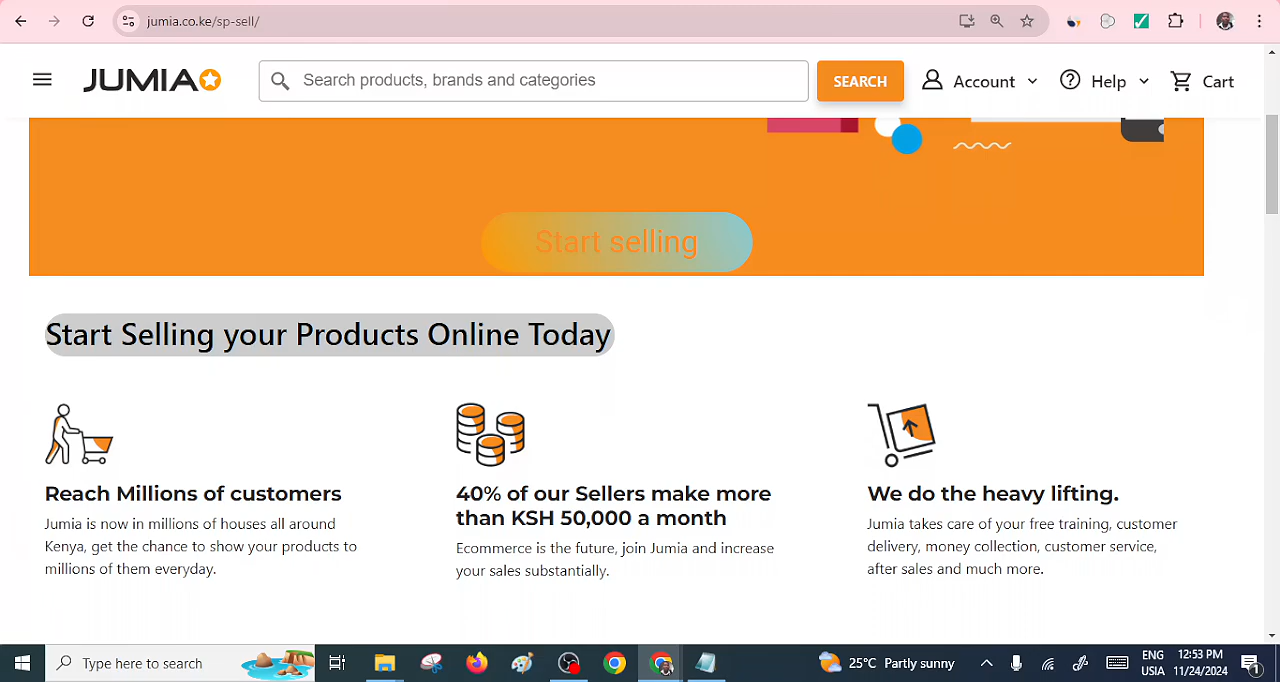 jumia.co.ke/sp-sell/
JUMIA
Search products, brands and categories
SEARCH
Account
Help
Cart
Start selling
Start Selling your Products Online Today
Reach Millions of customers
Jumia is now in millions of houses all around
Kenya, get the chance to show your products to
millions of them everyday.
40% of our Sellers make more
than KSH 50,000 a month
Ecommerce is the future, join Jumia and increase
your sales substantially.
We do the heavy lifting.
Jumia takes care of your free training, customer
delivery, money collection, customer service,
after sales and much more.
Type here to search
25°C Partly sunny
ENG
USIA
12:53 PM
11/24/2024
1